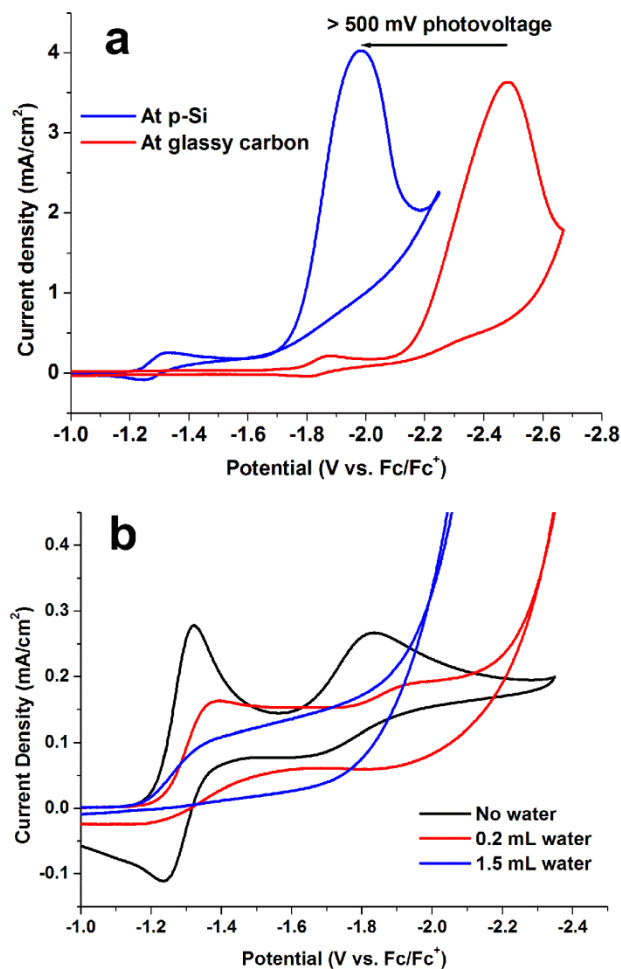 a
> 500 mV photovoltage
At p-Si
At glassy carbon
Current density (mA/cm²)
4
3
2
1
0
-1.0 -1.2 -1.4 -1.6 -1.8 -2.0 -2.2 -2.4 -2.6 -2.8
Potential (V vs. Fc/Fc⁺)
b
Current Density (mA/cm²)
0.4
0.3
0.2
0.1
0.0
-0.1
No water
0.2 mL water
1.5 mL water
-1.0 -1.2 -1.4 -1.6 -1.8 -2.0 -2.2 -2.4
Potential (V vs. Fc/Fc⁺)